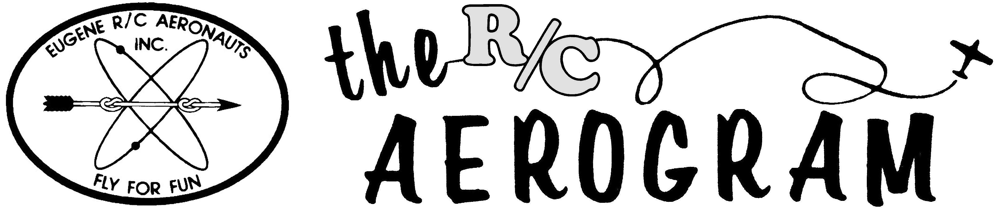 EUGENE R/C AERONAUTS
INC.
FLY FOR FUN
the R/C
AEROGRAM